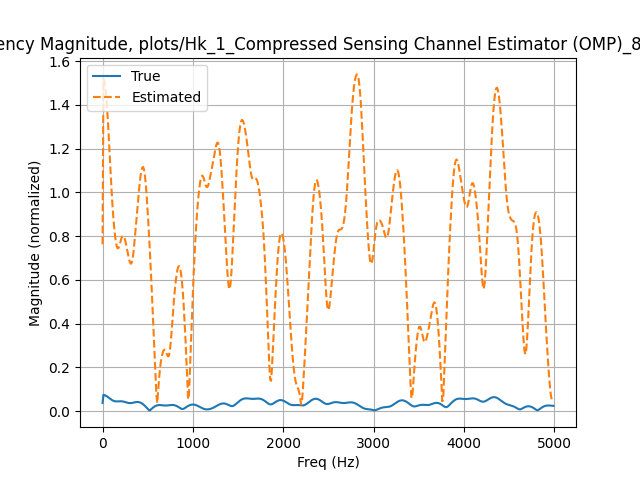 ency Magnitude, plots/Hk_1_Compressed Sensing Channel Estimator (OMP)_8
1.6
1.4
1.2
1.0
0.8
0.6
0.4
0.2
0.0
Magnitude (normalized)
True
Estimated
0 1000 2000 3000 4000 5000
Freq (Hz)